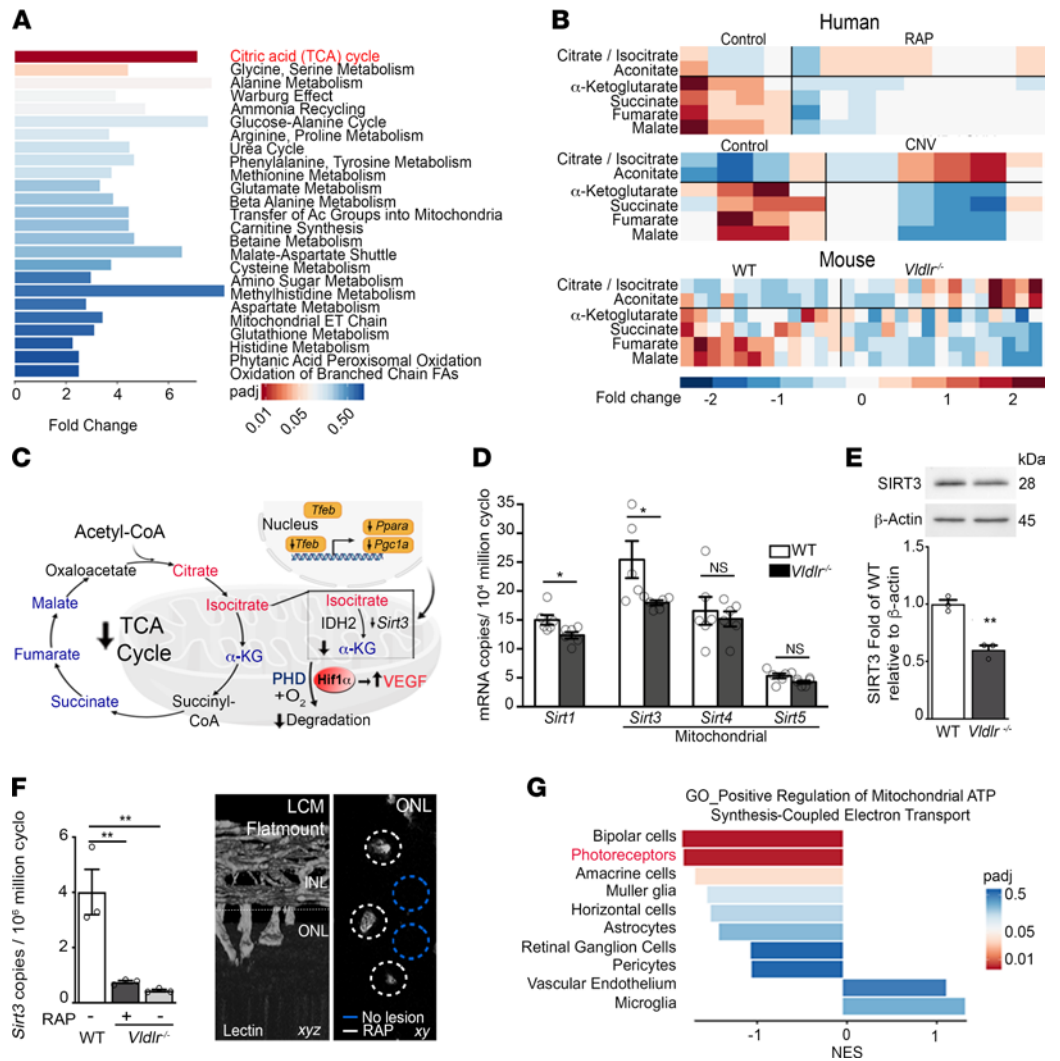 A
Citric acid (TCA) cycle
Glycine, Serine Metabolism
Alanine Metabolism
Warburg Effect
Ammonia Recycling
Glucose-Alanine Cycle
Arginine, Proline Metabolism
Urea Cycle
Phenylalanine, Tyrosine Metabolism
Methionine Metabolism
Glutamate Metabolism
Beta Alanine Metabolism
Transfer of Ac Groups into Mitochondria
Carnitine Synthesis
Betaine Metabolism
Malate-Aspartate Shuttle
Cysteine Metabolism
Amino Sugar Metabolism
Methylhistidine Metabolism
Aspartate Metabolism
Mitochondrial ET Chain
Glutathione Metabolism
Histidine Metabolism
Phytanic Acid Peroxisomal Oxidation
Oxidation of Branched Chain FAs
0 2 4 6
Fold Change
padj
0.01 0.05 0.50
B
Human
Control RAP
Citrate / Isocitrate
Aconitate
α-Ketoglutarate
Succinate
Fumarate
Malate
Control CNV
Citrate / Isocitrate
Aconitate
α-Ketoglutarate
Succinate
Fumarate
Malate
Mouse
WT Vldlr-/-
Citrate / Isocitrate
Aconitate
α-Ketoglutarate
Succinate
Fumarate
Malate
Fold change -2 -1 0 1 2
C
Acetyl-CoA
Oxaloacetate
Citrate
Malate
Isocitrate
TCA
Cycle
Fumarate
α-KG
Succinate
Succinyl-
CoA
Nucleus
Tfeb
Tfeb
Ppara
Pgc1a
Isocitrate
IDH2 Sirt3
α-KG
PHD
+O2
Hif1α
VEGF
Degradation
D
mRNA copies/ 10⁴ million cyclo
35
30
25
20
15
10
5
0
* * NS NS
WT
Vldlr-/-
Sirt1 Sirt3 Sirt4 Sirt5
Mitochondrial
E
kDa
SIRT3 28
β-Actin 45
SIRT3 Fold of WT
relative to β-actin
1.5
1.0
0.5
0
**
WT Vldlr -/-
F
Sirt3 copies / 10⁶ million cyclo
6
4
2
0
**
**
RAP - + -
WT Vldlr-/-
LCM
Flatmount
INL
ONL
Lectin xyz
ONL
No lesion
RAP xy
G
GO_Positive Regulation of Mitochondrial ATP
Synthesis-Coupled Electron Transport
Bipolar cells
Photoreceptors
Amacrine cells
Muller glia
Horizontal cells
Astrocytes
Retinal Ganglion Cells
Pericytes
Vascular Endothelium
Microglia
-1 0 1
NES
padj
0.5
0.05
0.01